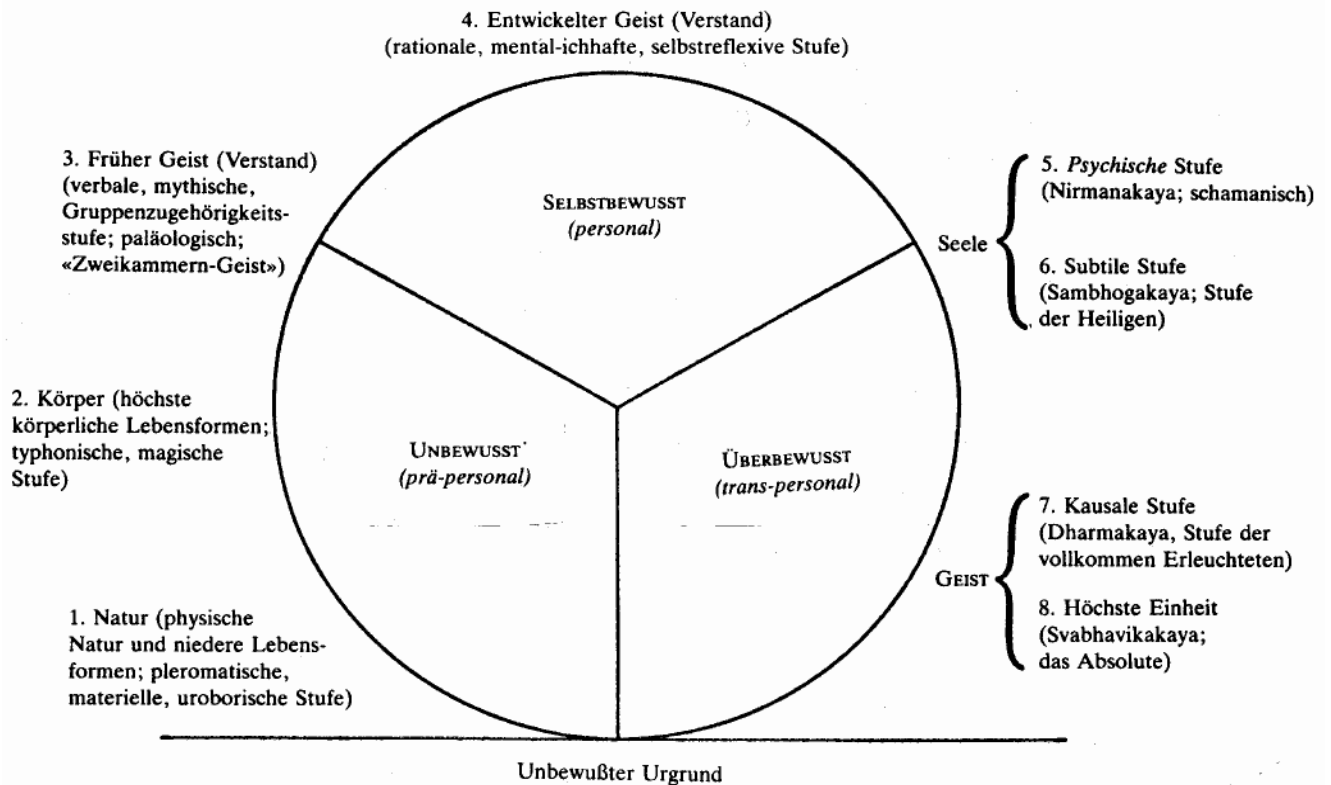 4. Entwickelter Geist (Verstand)
(rationale, mental-ichhafte, selbstreflexive Stufe)
3. Früher Geist (Verstand)
(verbale, mythische,
Gruppenzugehörigkeits-
stufe; paläologisch;
«Zweikammern-Geist»)
SELBSTBEWUSST
(personal)
Seele
5. Psychische Stufe
(Nirmanakaya; schamanisch)
6. Subtile Stufe
(Sambhogakaya; Stufe
der Heiligen)
2. Körper (höchste
körperliche Lebensformen;
typhonische, magische
Stufe)
UNBEWUSST
(prä-personal)
ÜBERBEWUSST
(trans-personal)
GEIST
7. Kausale Stufe
(Dharmakaya, Stufe der
vollkommen Erleuchteten)
8. Höchste Einheit
(Svabhavikakaya;
das Absolute)
1. Natur (physische
Natur und niedere Lebens-
formen; pleromatische,
materielle, uroborische Stufe)
Unbewußter Urgrund